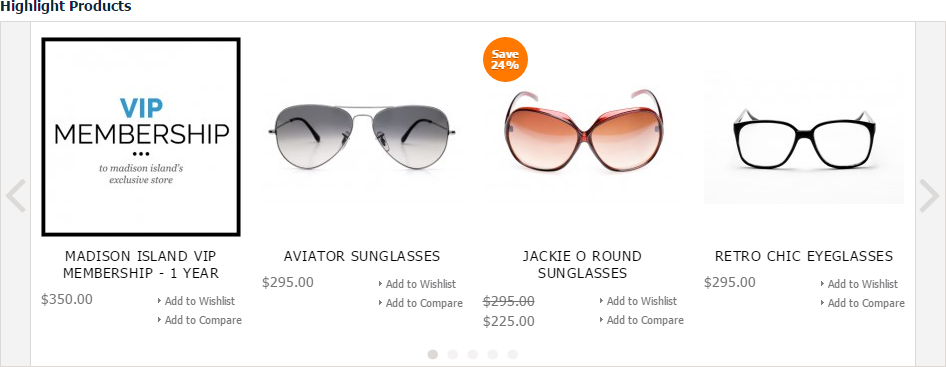 Highlight Products
Save
24%
VIP
MEMBERSHIP
to madison island's
exclusive store
MADISON ISLAND VIP
MEMBERSHIP - 1 YEAR
$350.00
Add to Wishlist
Add to Compare
AVIATOR SUNGLASSES
$295.00
Add to Wishlist
Add to Compare
JACKIE O ROUND
SUNGLASSES
$295.00
$225.00
Add to Wishlist
Add to Compare
RETRO CHIC EYEGLASSES
$295.00
Add to Wishlist
Add to Compare